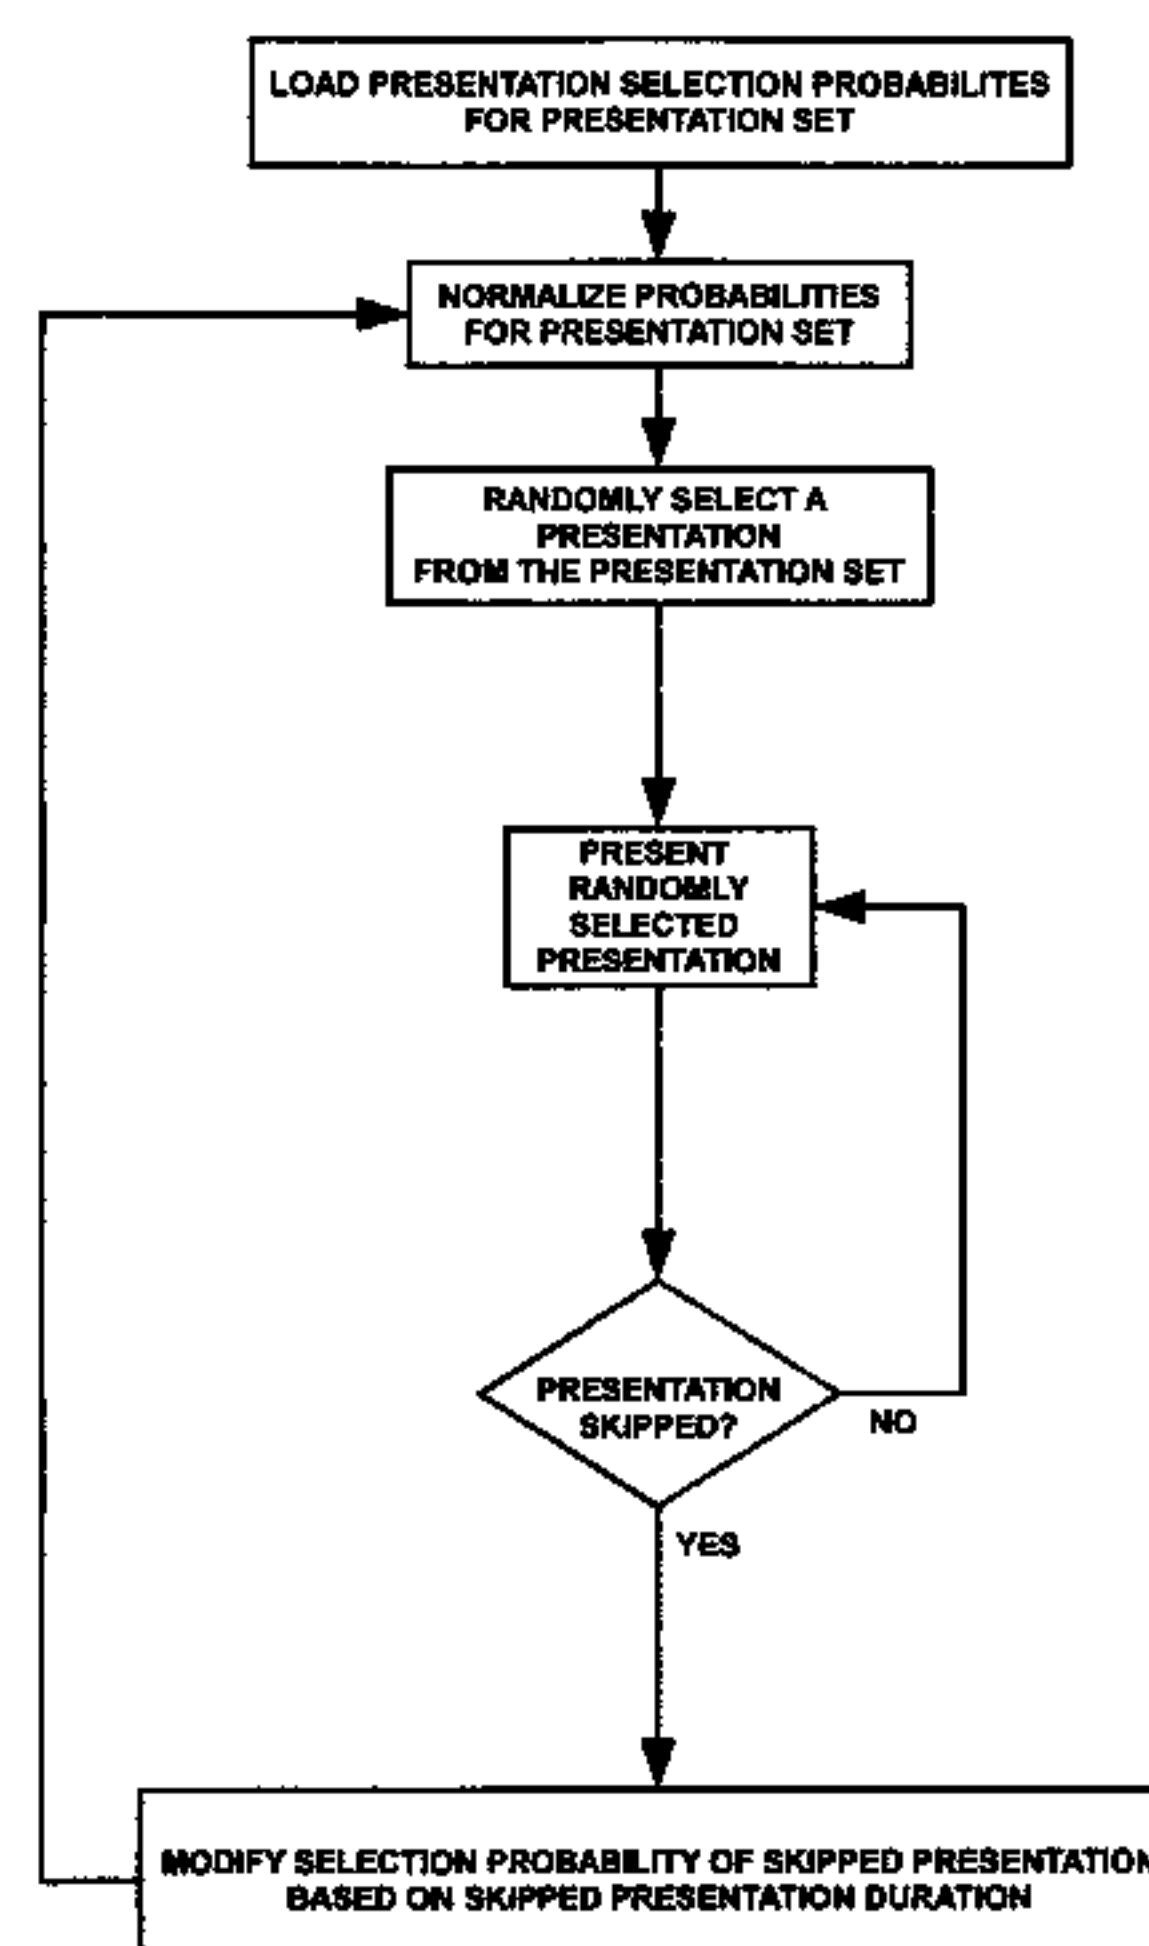 LOAD PRESENTATION SELECTION PROBABILITES
FOR PRESENTATION SET
NORMALIZE PROBABILITIES
FOR PRESENTATION SET
RANDOMLY SELECT A
PRESENTATION
FROM THE PRESENTATION SET
PRESENT
RANDOMLY
SELECTED
PRESENTATION
PRESENTATION
SKIPPED?
NO
YES
MODIFY SELECTION PROBABILITY OF SKIPPED PRESENTATION
BASED ON SKIPPED PRESENTATION DURATION